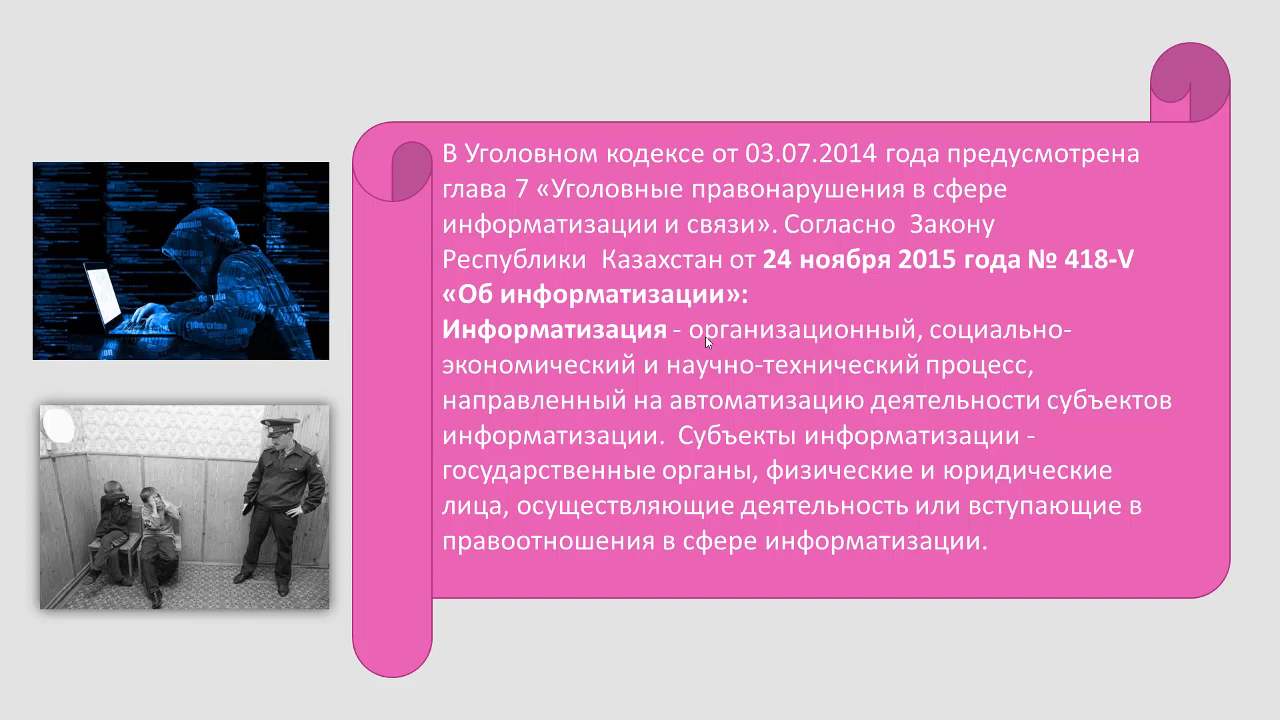 В Уголовном кодексе от 03.07.2014 года предусмотрена
глава 7 «Уголовные правонарушения в сфере
информатизации и связи». Согласно Закону
Республики Казахстан от 24 ноября 2015 года № 418-V
«Об информатизации»:
Информатизация - организационный, социально-
экономический и научно-технический процесс,
направленный на автоматизацию деятельности субъектов
информатизации. Субъекты информатизации -
государственные органы, физические и юридические
лица, осуществляющие деятельность или вступающие в
правоотношения в сфере информатизации.